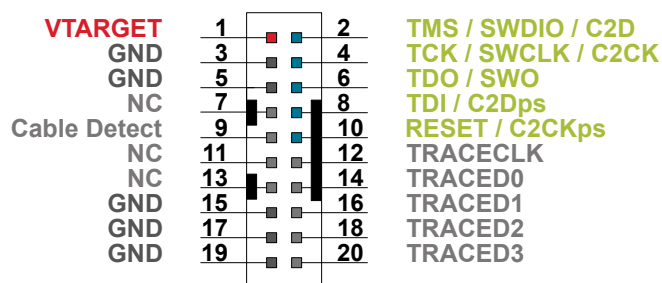 VTARGET 1 2 TMS / SWDIO / C2D
GND 3 4 TCK / SWCLK / C2CK
GND 5 6 TDO / SWO
NC 7 8 TDI / C2Dps
Cable Detect 9 10 RESET / C2CKps
NC 11 12 TRACECLK
NC 13 14 TRACED0
GND 15 16 TRACED1
GND 17 18 TRACED2
GND 19 20 TRACED3